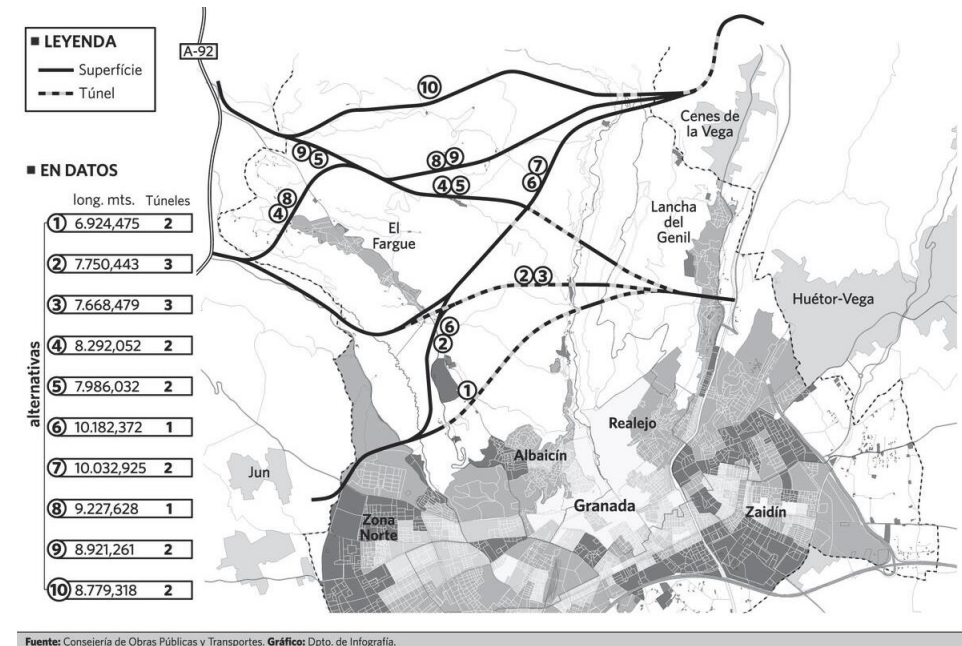 LEYENDA
Superfície
Túnel
A-92
EN DATOS
long. mts. Túneles
alternativas
1 6.924,475 2
2 7.750,443 3
3 7.668,479 3
4 8.292,052 2
5 7.986,032 2
6 10.182,372 1
7 10.032,925 2
8 9.227,628 1
9 8.921,261 2
10 8.779,318 2
10
9 5
8 9
4 5
8
4
7
6
2 3
6
2
1
Cenes de
la Vega
Lancha
del
Genil
El
Fargue
Huétor-Vega
Jun
Zona
Norte
Albaicín
Realejo
Granada
Zaidín
Fuente: Consejería de Obras Públicas y Transportes. Gráfico: Dpto. de Infografía.